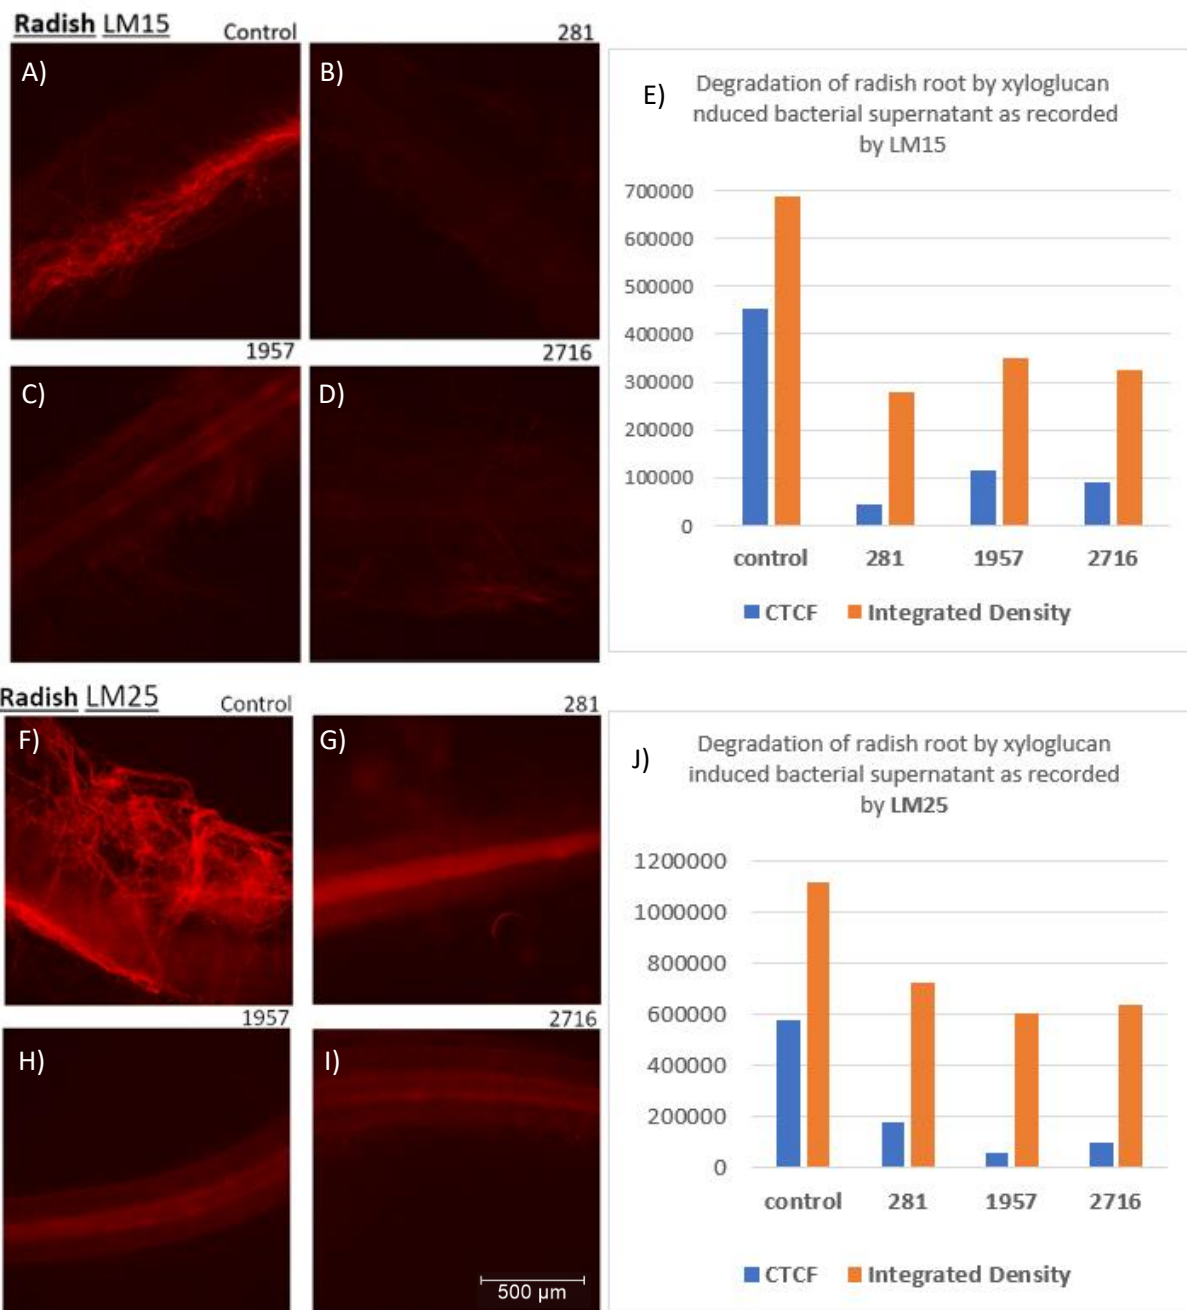 Radish LM15
Control
281
A)
B)
1957
2716
C)
D)
E)
Degradation of radish root by xyloglucan
nduced bacterial supernatant as recorded
by LM15
700000
600000
500000
400000
300000
200000
100000
0
control 281 1957 2716
CTCF Integrated Density
Radish LM25
Control
281
F)
G)
1957
2716
H)
I)
500 µm
J)
Degradation of radish root by xyloglucan
induced bacterial supernatant as recorded
by LM25
1200000
1000000
800000
600000
400000
200000
0
control 281 1957 2716
CTCF Integrated Density